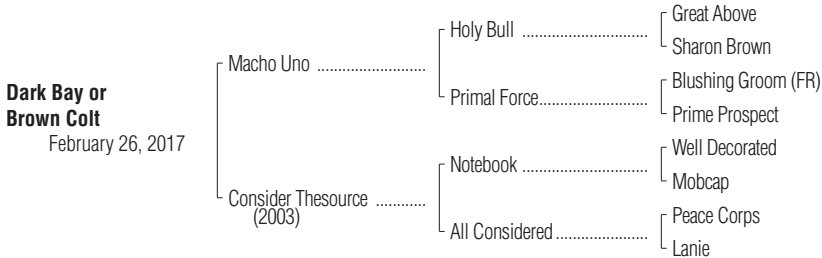 Great Above
Holy Bull ..............................
Sharon Brown
Macho Uno ..........................
Blushing Groom (FR)
Primal Force..........................
Prime Prospect
Dark Bay or
Brown Colt
February 26, 2017
Well Decorated
Notebook ..............................
Mobcap
Consider Thesource ............
(2003)
Peace Corps
All Considered......................
Lanie